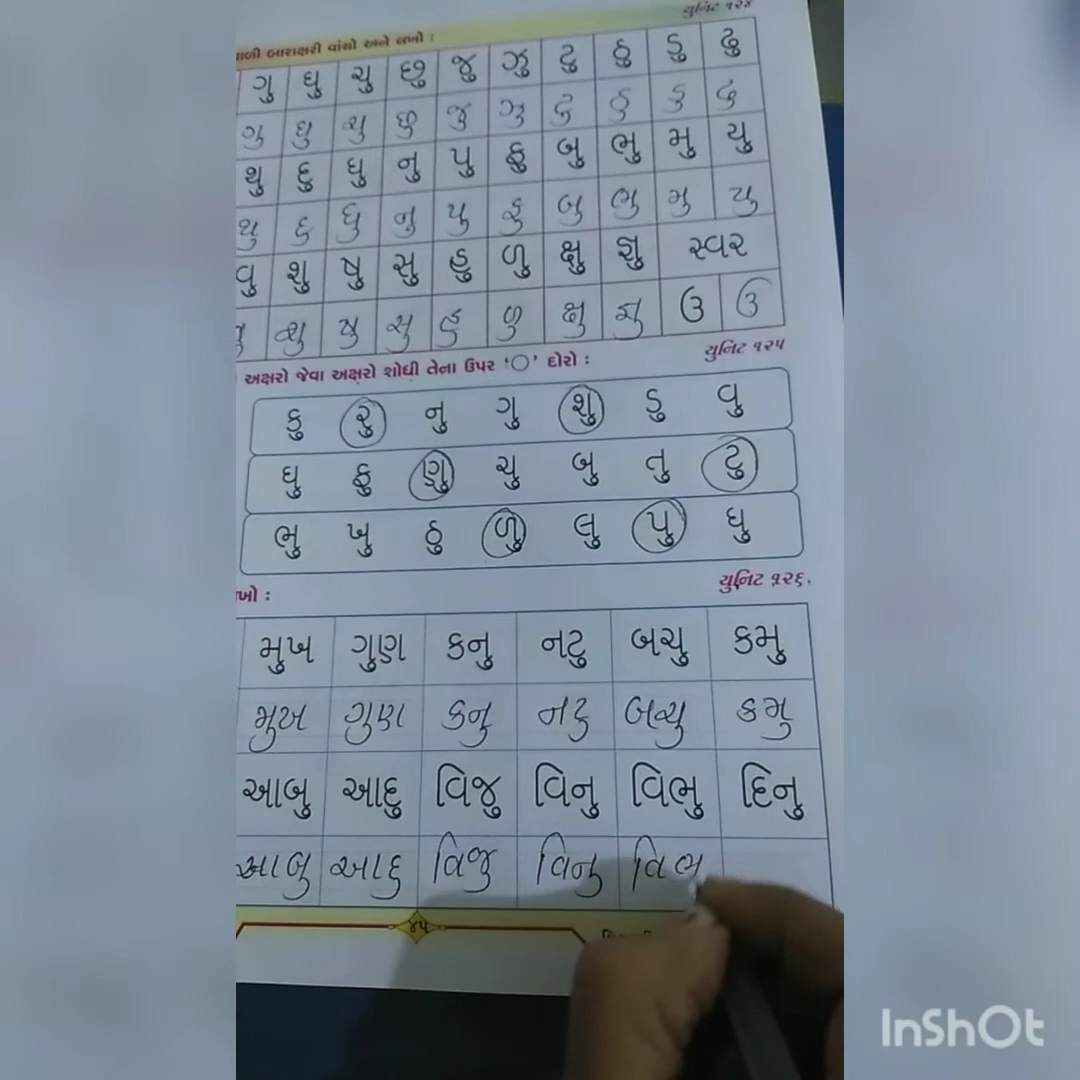 યુનિટ ૧૨૪
બારાક્ષરી વાંચો અને લખો :
ગુ ઘુ ચુ છુ જુ ઝુ ટુ ઠુ ડુ ઢુ
ગુ ઘુ ચુ છુ જુ ઝુ ટુ ઠુ ડુ ઢુ
થુ દુ ધુ નુ પુ ફુ બુ ભુ મુ યુ
થુ દુ ધુ નુ પુ ફુ બુ ભુ મુ યુ
વુ શુ ષુ સુ હુ ળુ ક્ષુ જ્ઞુ સ્વર
શુ ષુ સુ હુ ળુ ક્ષુ જ્ઞુ ઉ ઉ
અક્ષરો જેવા અક્ષરો શોધી તેના ઉપર '○' દોરો : યુનિટ ૧૨૫
કુ રુ નુ ગુ શુ ડુ વુ
ઘુ ફુ ણુ ચુ બુ તુ ટુ
ભુ ખુ ઠુ ળુ લુ પુ ધુ
યુનિટ ૧૨૬.
મુખ ગુણ કનુ નટુ બચુ કમુ
મુખ ગુણ કનુ નટુ બચુ કમુ
આબુ આદુ વિજુ વિનુ વિભુ દિનુ
આબુ આદુ વિજુ વિનુ વિભ
૪૫
InShOt